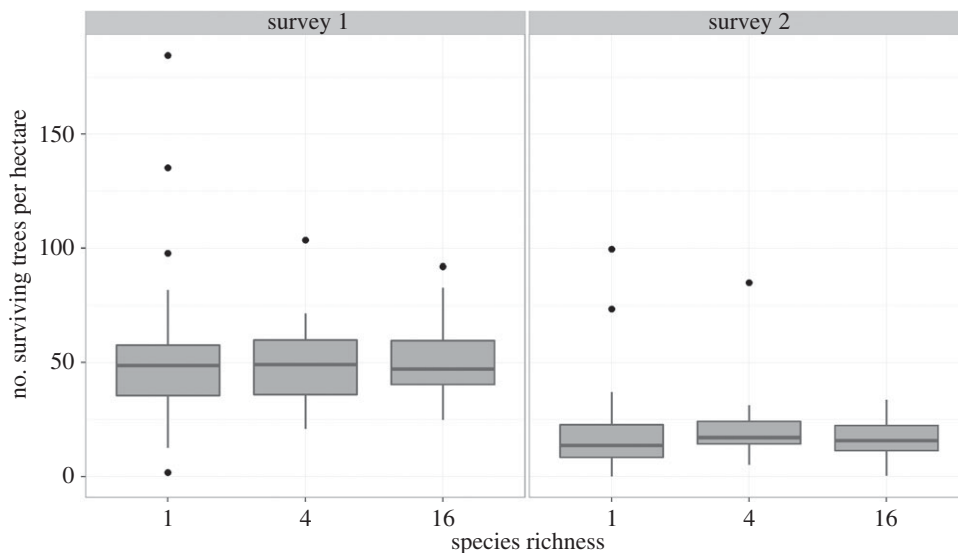 survey 1
survey 2
no. surviving trees per hectare
150
100
50
0
1 4 16
1 4 16
species richness